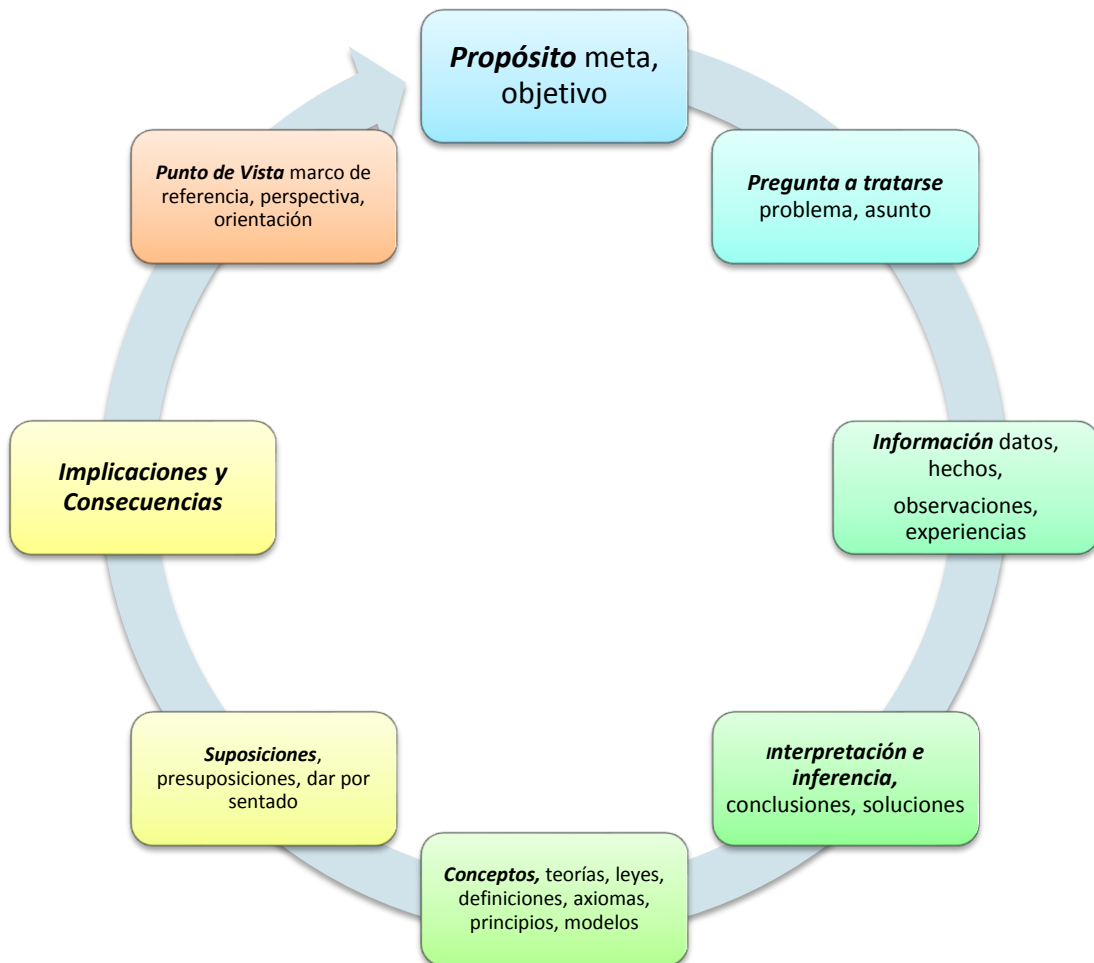 Propósito meta,
objetivo
Pregunta a tratarse
problema, asunto
Información datos,
hechos,
observaciones,
experiencias
Interpretación e
inferencia,
conclusiones, soluciones
Conceptos, teorías, leyes,
definiciones, axiomas,
principios, modelos
Suposiciones,
presuposiciones, dar por
sentado
Implicaciones y
Consecuencias
Punto de Vista marco de
referencia, perspectiva,
orientación